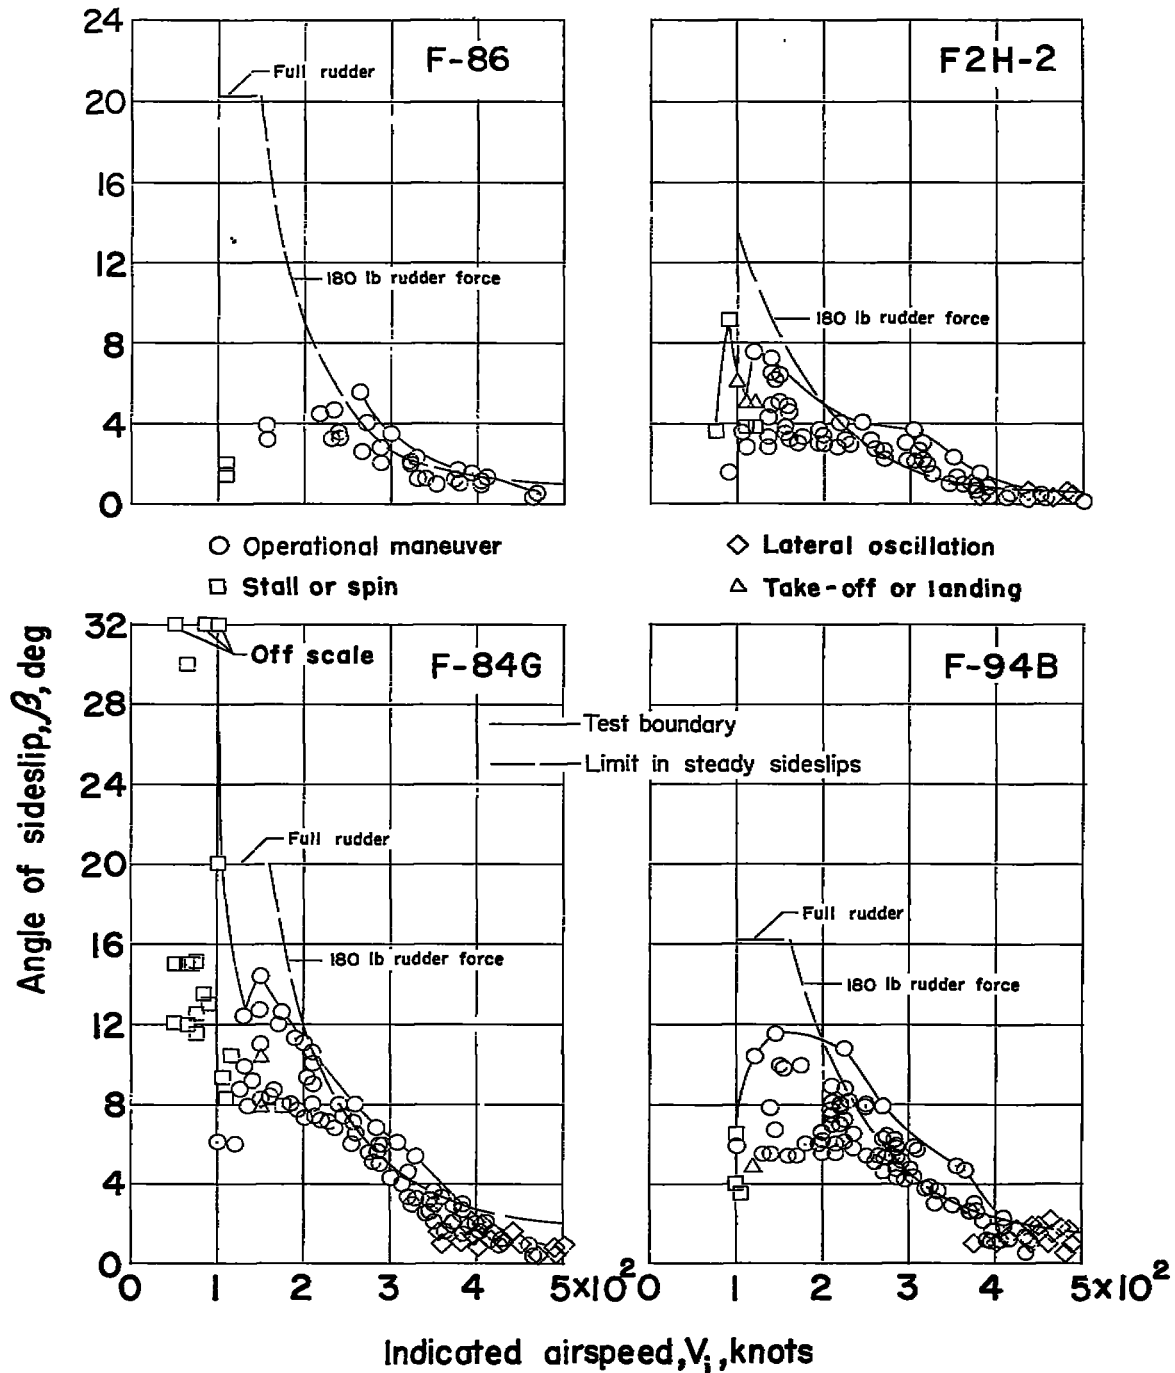 24
20
16
12
8
4
0
F-86
Full rudder
180 lb rudder force
F2H-2
180 lb rudder force
Operational maneuver
Stall or spin
Lateral oscillation
Take-off or landing
Angle of sideslip, β, deg
32
28
24
20
16
12
8
4
0
Off scale
F-84G
Test boundary
Limit in steady sideslips
Full rudder
180 lb rudder force
F-94B
Full rudder
180 lb rudder force
0 1 2 3 4 5×10²
0 1 2 3 4 5×10²
Indicated airspeed, Vᵢ, knots